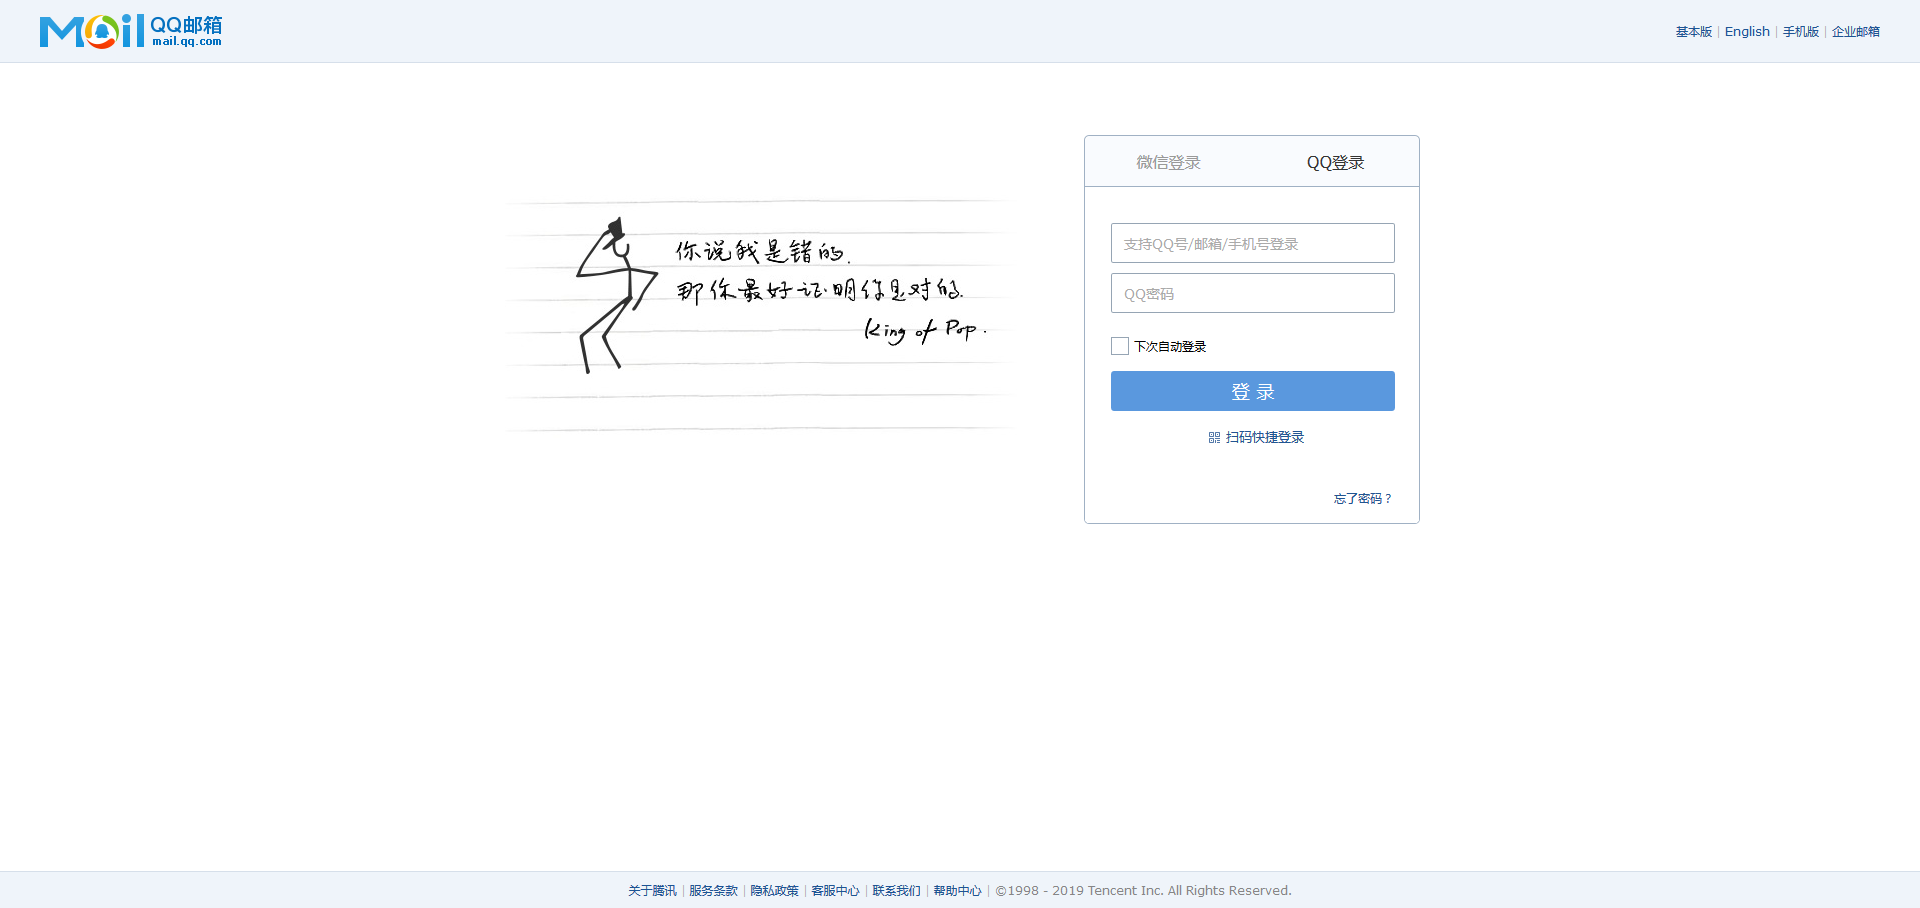 Mail QQ邮箱
mail.qq.com
基本版 | English | 手机版 | 企业邮箱
微信登录 QQ登录
你说我是错的.
那你最好证明你是对的.
King of Pop.
支持QQ号/邮箱/手机号登录
QQ密码
下次自动登录
登 录
扫码快捷登录
忘了密码？
关于腾讯 | 服务条款 | 隐私政策 | 客服中心 | 联系我们 | 帮助中心 | ©1998 - 2019 Tencent Inc. All Rights Reserved.